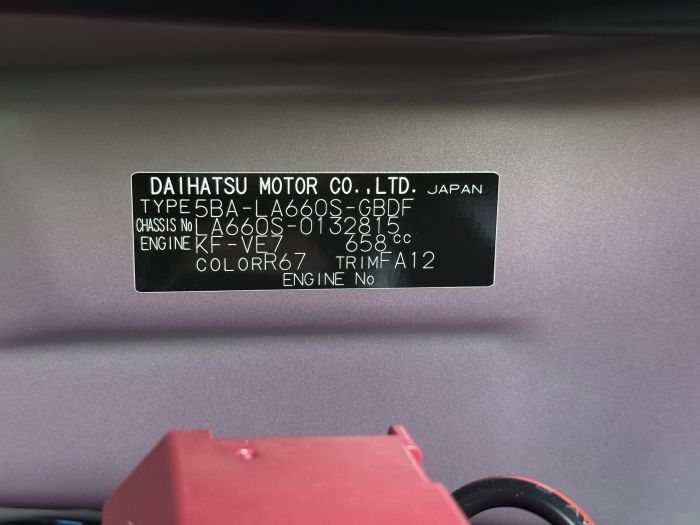 DAIHATSU MOTOR CO.,LTD. JAPAN
TYPE 5BA-LA660S-GBDF
CHASSIS No LA660S-0132815
ENGINE KF-VE7 658cc
COLOR R67 TRIM FA12
ENGINE No